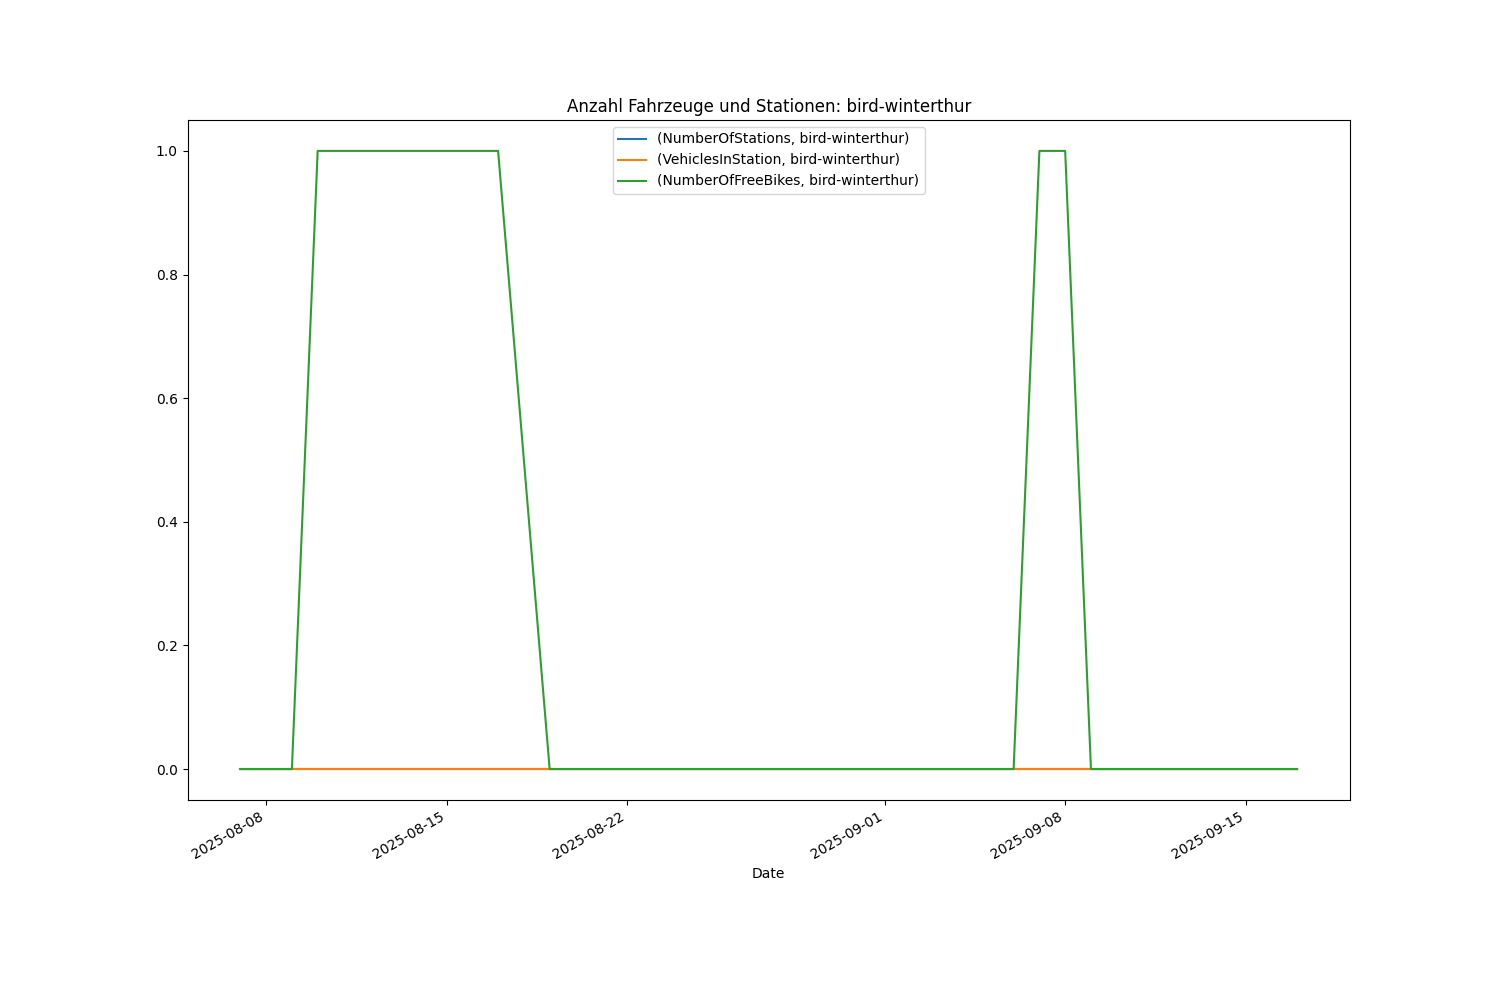 Anzahl Fahrzeuge und Stationen: bird-winterthur
(NumberOfStations, bird-winterthur)
(VehiclesInStation, bird-winterthur)
(NumberOfFreeBikes, bird-winterthur)
1.0
0.8
0.6
0.4
0.2
0.0
2025-08-08
2025-08-15
2025-08-22
2025-09-01
2025-09-08
2025-09-15
Date